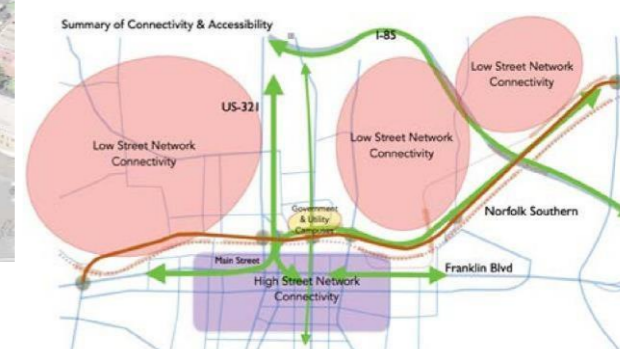 Summary of Connectivity & Accessibility
I-85
Low Street Network
Connectivity
US-321
Low Street Network
Connectivity
Low Street Network
Connectivity
Government
& Utility
Campuses
Norfolk Southern
Main Street
Franklin Blvd
High Street Network
Connectivity